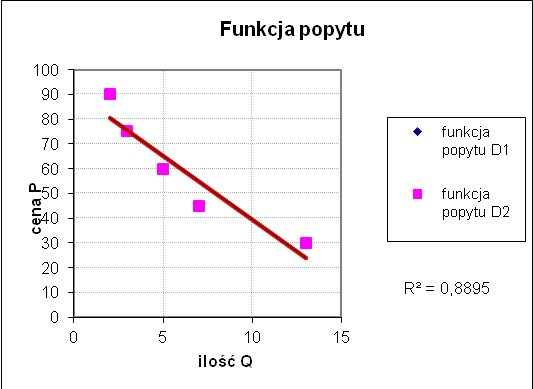 Funkcja popytu
100
90
80
70
60
50
40
30
20
10
0
cena P
0 5 10 15
ilość Q
funkcja
popytu D1
funkcja
popytu D2
R² = 0,8895